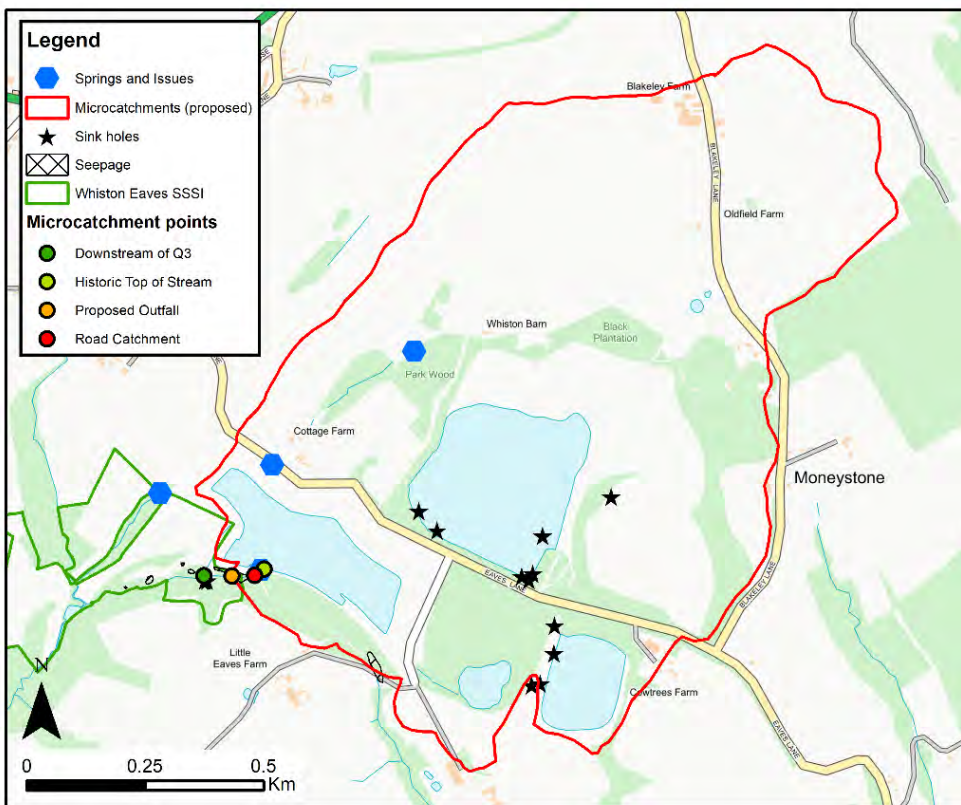 Legend
Springs and Issues
Microcatchments (proposed)
Sink holes
Seepage
Whiston Eaves SSSI
Microcatchment points
Downstream of Q3
Historic Top of Stream
Proposed Outfall
Road Catchment
Blakeley Farm
BLAKELEY LANE
Oldfield Farm
Whiston Barn
Black
Plantation
Park Wood
Cottage Farm
Moneystone
EAVES LANE
BLAKELEY LANE
Little
Eaves Farm
Cowtrees Farm
EAVES LANE
N
0 0.25 0.5
Km